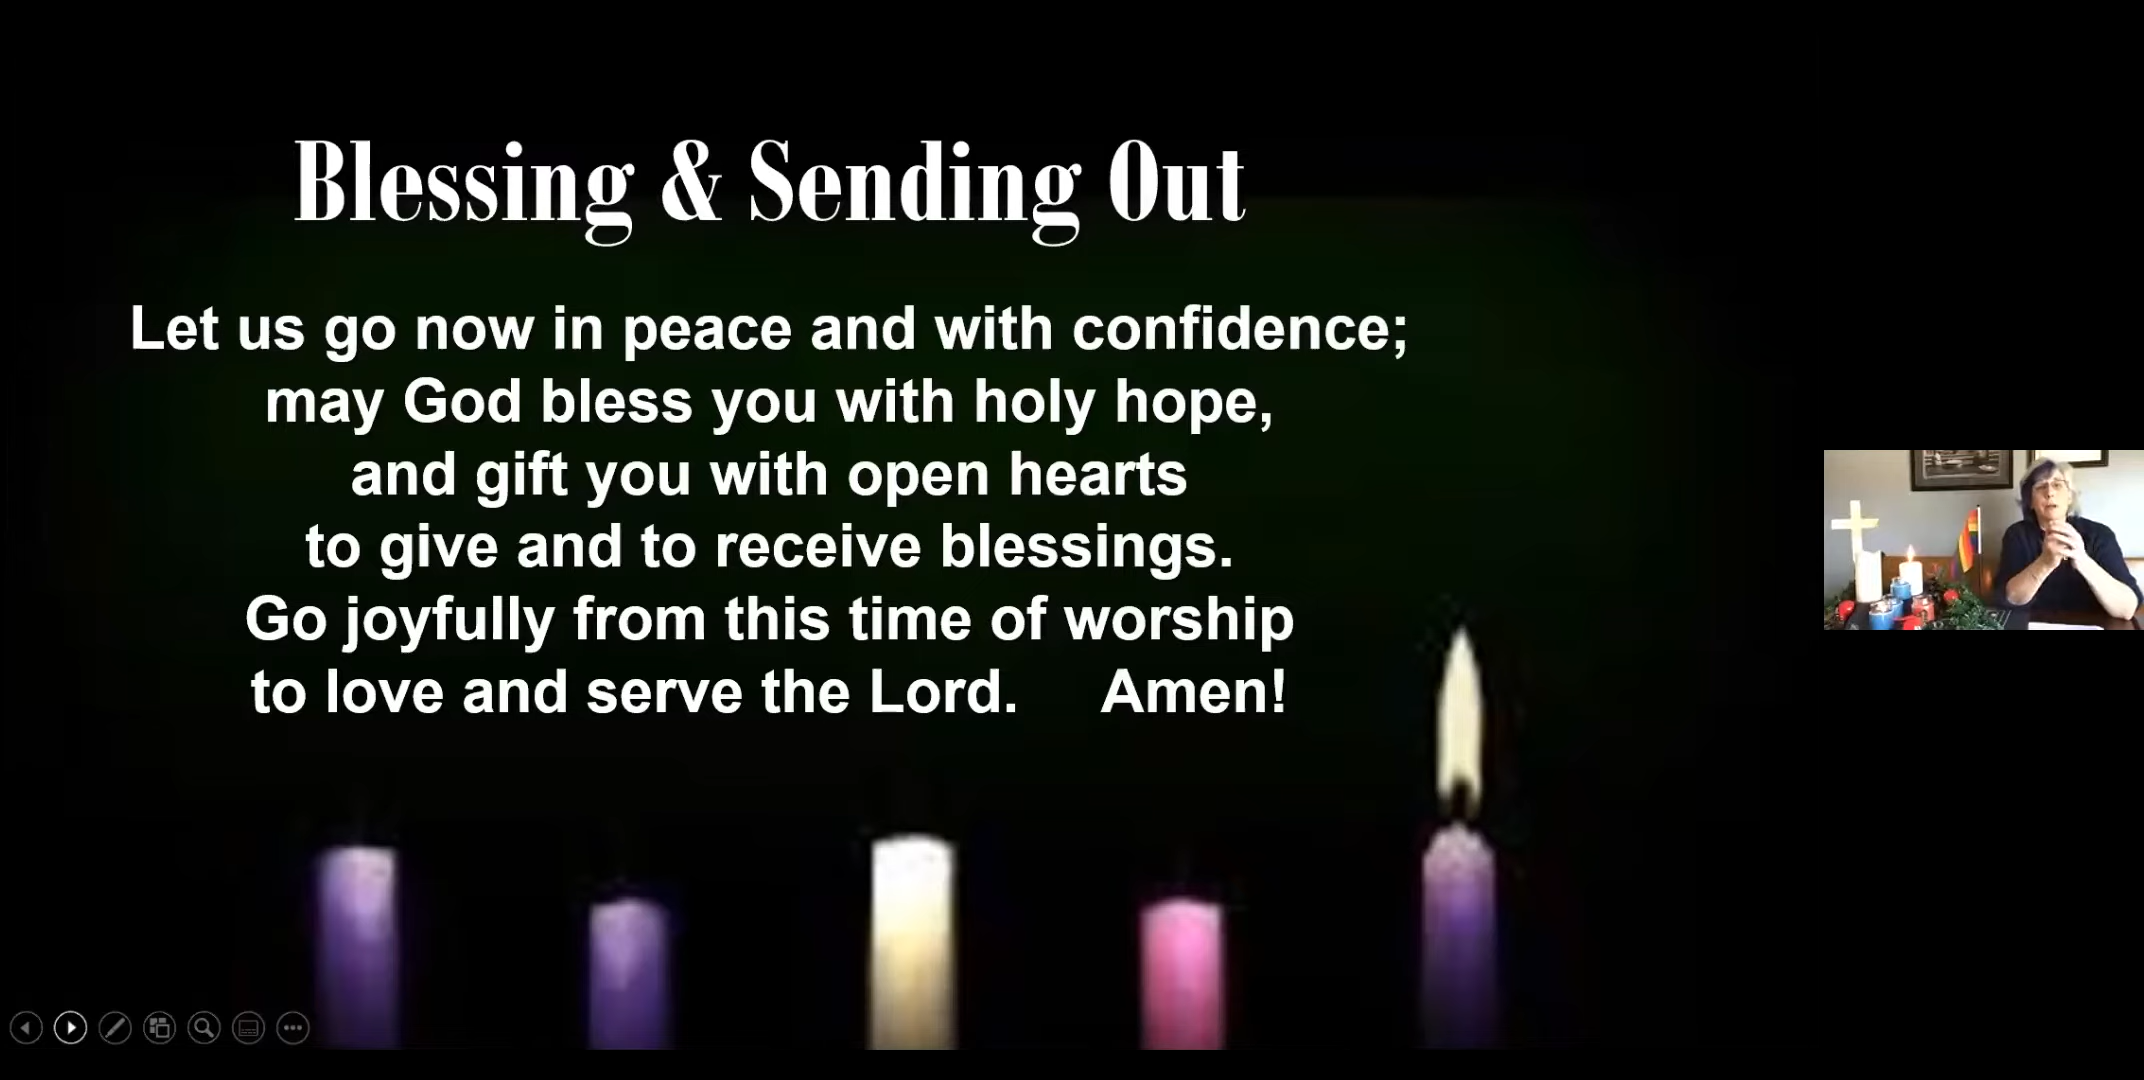 Blessing & Sending Out
Let us go now in peace and with confidence;
may God bless you with holy hope,
and gift you with open hearts
to give and to receive blessings.
Go joyfully from this time of worship
to love and serve the Lord. Amen!